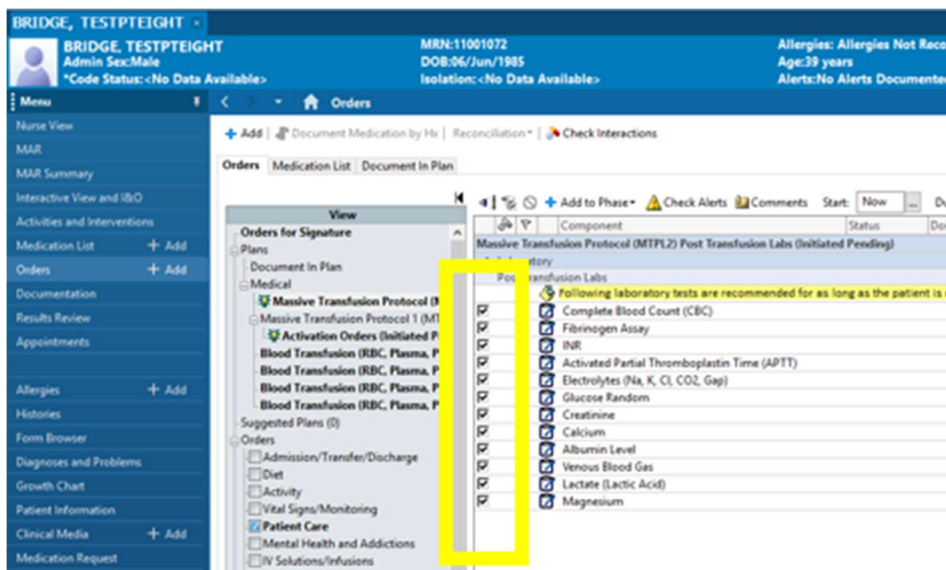 BRIDGE, TESTPTEIGHT ×
BRIDGE, TESTPTEIGHT
Admin Sex:Male
*Code Status:<No Data Available>
MRN:11001072
DOB:06/Jun/1985
Isolation:<No Data Available>
Allergies: Allergies Not Reco
Age:39 years
Alerts:No Alerts Documented
Menu
Orders
Nurse View
MAR
MAR Summary
Interactive View and I&O
Activities and Interventions
Medication List + Add
Orders + Add
Documentation
Results Review
Appointments
Allergies + Add
Histories
Form Browser
Diagnoses and Problems
Growth Chart
Patient Information
Clinical Media + Add
Medication Request
+ Add Document Medication by Hx Reconciliation Check Interactions
Orders Medication List Document In Plan
View
Orders for Signature
Plans
Document In Plan
Medical
Massive Transfusion Protocol (M
Massive Transfusion Protocol 1 (MT
Activation Orders (Initiated P
Blood Transfusion (RBC, Plasma, P
Blood Transfusion (RBC, Plasma, P
Blood Transfusion (RBC, Plasma, P
Blood Transfusion (RBC, Plasma, P
Suggested Plans (0)
Orders
Admission/Transfer/Discharge
Diet
Activity
Vital Signs/Monitoring
Patient Care
Mental Health and Addictions
IV Solutions/Infusions
+ Add to Phase Check Alerts Comments Start: Now ... Du
Component Status Dos
Massive Transfusion Protocol (MTPL2) Post Transfusion Labs (Initiated Pending)
Following laboratory tests are recommended for as long as the patient is
Complete Blood Count (CBC)
Fibrinogen Assay
INR
Activated Partial Thromboplastin Time (APTT)
Electrolytes (Na, K, Cl, CO2, Gap)
Glucose Random
Creatinine
Calcium
Albumin Level
Venous Blood Gas
Lactate (Lactic Acid)
Magnesium